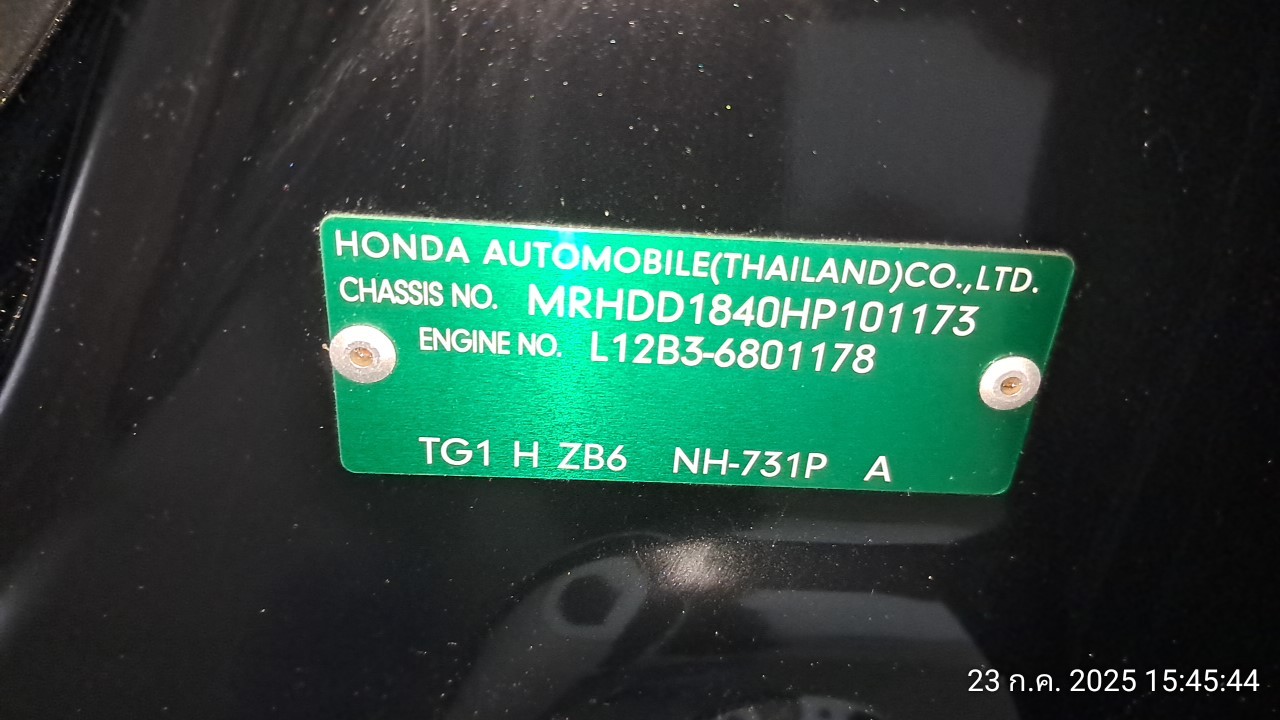 HONDA AUTOMOBILE(THAILAND)CO.,LTD.
CHASSIS NO. MRHDD1840HP101173
ENGINE NO. L12B3-6801178
TG1 H ZB6 NH-731P A
23 ก.ค. 2025 15:45:44